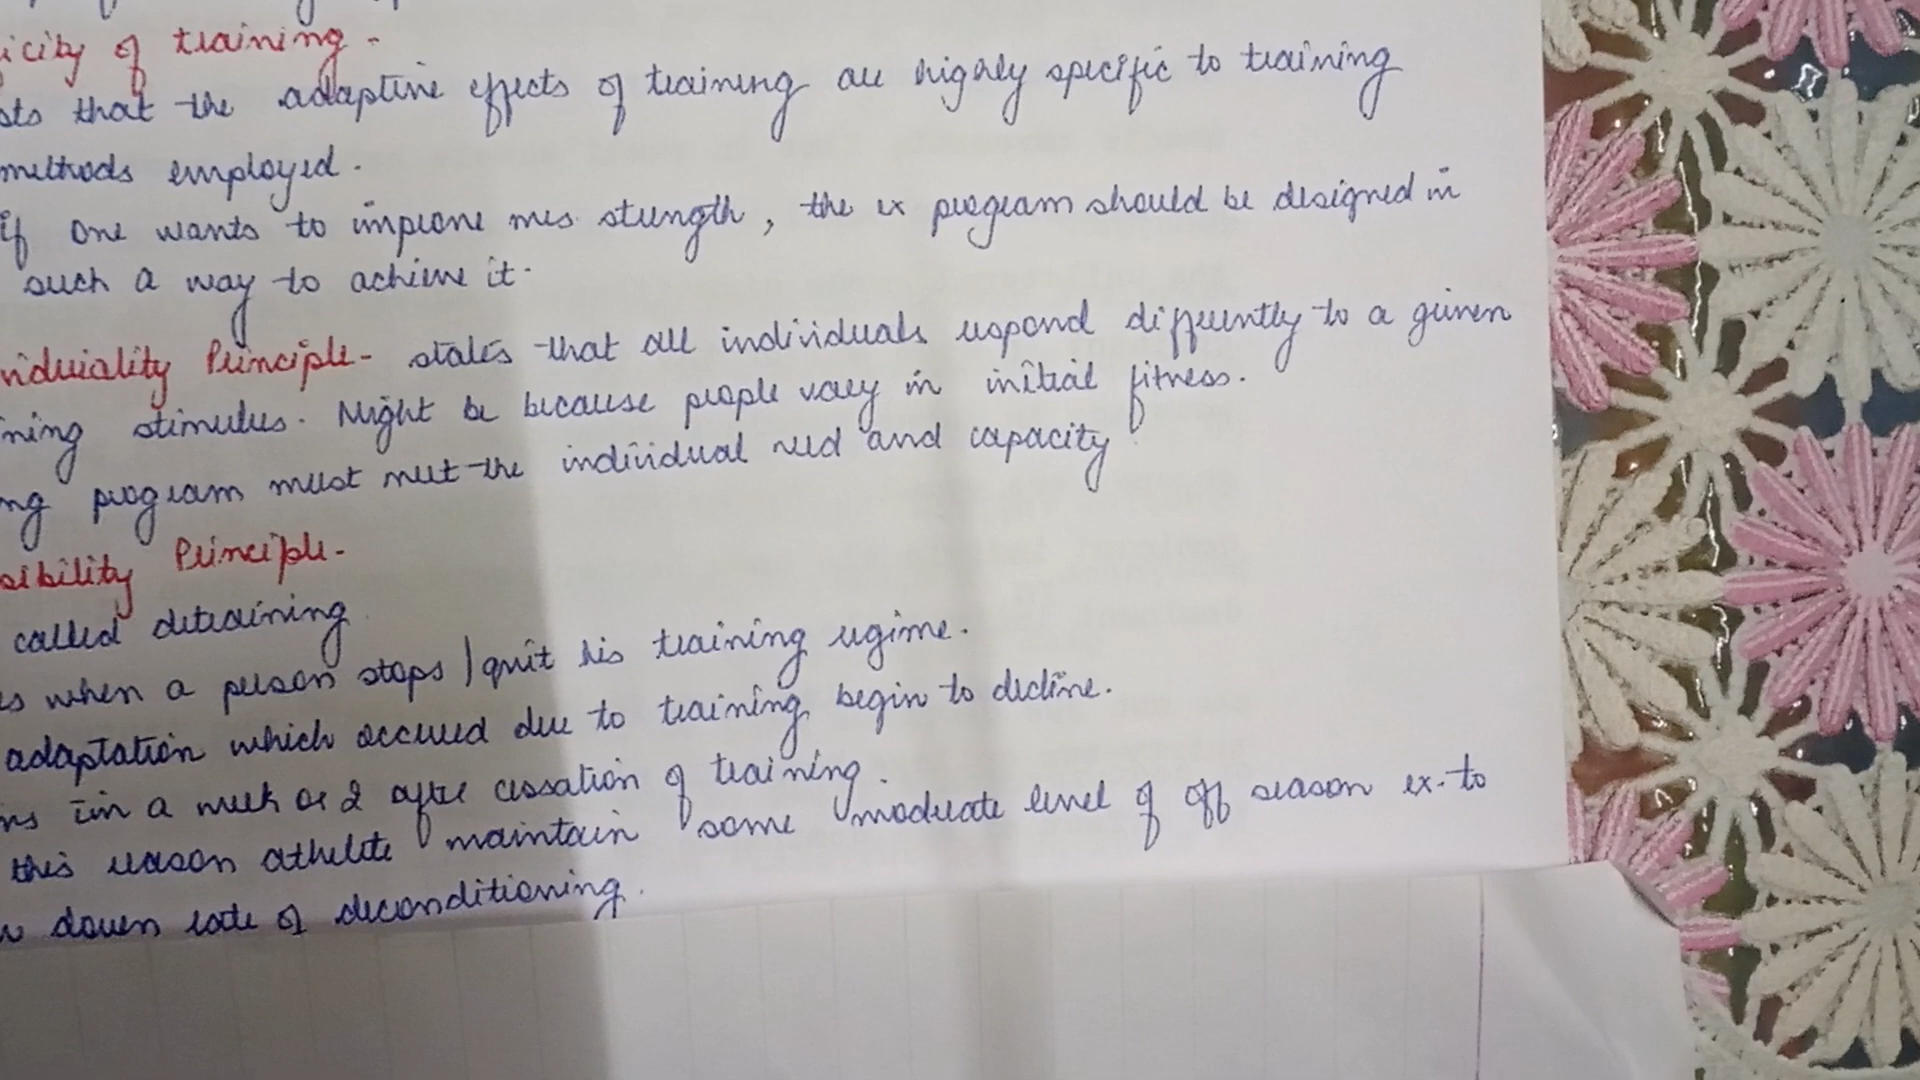 icity of training -
sts that the adaptive effects of training are highly specific to training
methods employed.
if one wants to improve mus strength, the ex program should be designed in
such a way to achieve it.
viduality Principle - states that all individuals respond differently to a given
ning stimulus. Might be because people vary in initial fitness.
ng program must meet the individual need and capacity
sibility Principle -
called detraining
s when a person stops / quit his training regime.
adaptation which occured due to training begin to decline.
ns in a week or 2 after cessation of training.
this reason athelete maintain some moderate level of off season ex. to
w down rate of deconditioning.